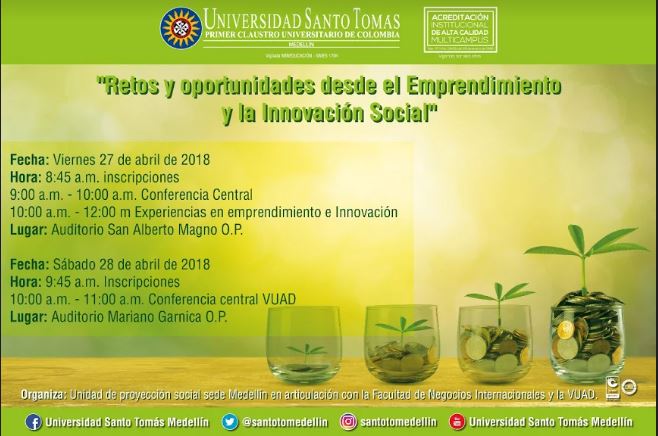 UNIVERSIDAD SANTO TOMÁS
PRIMER CLAUSTRO UNIVERSITARIO DE COLOMBIA
MEDELLÍN
ACREDITACIÓN
INSTITUCIONAL
DE ALTA CALIDAD
MULTICAMPUS
"Retos y oportunidades desde el Emprendimiento
y la Innovación Social"
Fecha: Viernes 27 de abril de 2018
Hora: 8:45 a.m. inscripciones
9:00 a.m. - 10:00 a.m. Conferencia Central
10:00 a.m. - 12:00 m Experiencias en emprendimiento e Innovación
Lugar: Auditorio San Alberto Magno O.P.
Fecha: Sábado 28 de abril de 2018
Hora: 9:45 a.m. Inscripciones
10:00 a.m. - 11:00 a.m. Conferencia central VUAD
Lugar: Auditorio Mariano Garnica O.P.
Organiza: Unidad de proyección social sede Medellín en articulación con la Facultad de Negocios Internacionales y la VUAD.
Universidad Santo Tomás Medellín @santotomedellin santotomedellin Universidad Santo Tomás Medellín